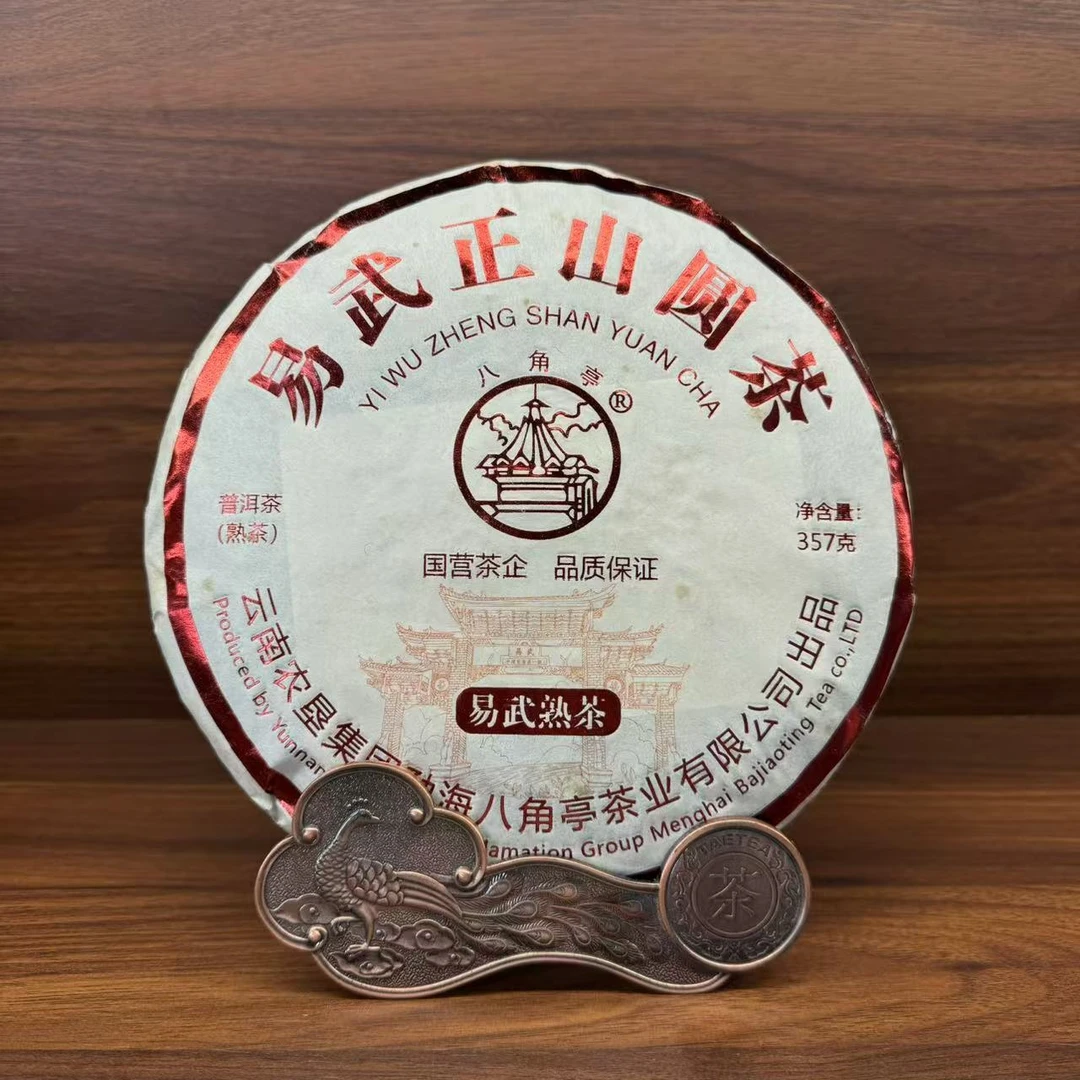 易武正山圆茶
YI WU ZHENG SHAN YUAN CHA
八角亭®
普洱茶
(熟茶)
净含量:
357克
国营茶企 品质保证
易武
易武熟茶
云南农垦集团勐海八角亭茶业有限公司出品
Produced by Yunnan Group Menghai Bajiaoting Tea co.,LTD
TAETEA
茶